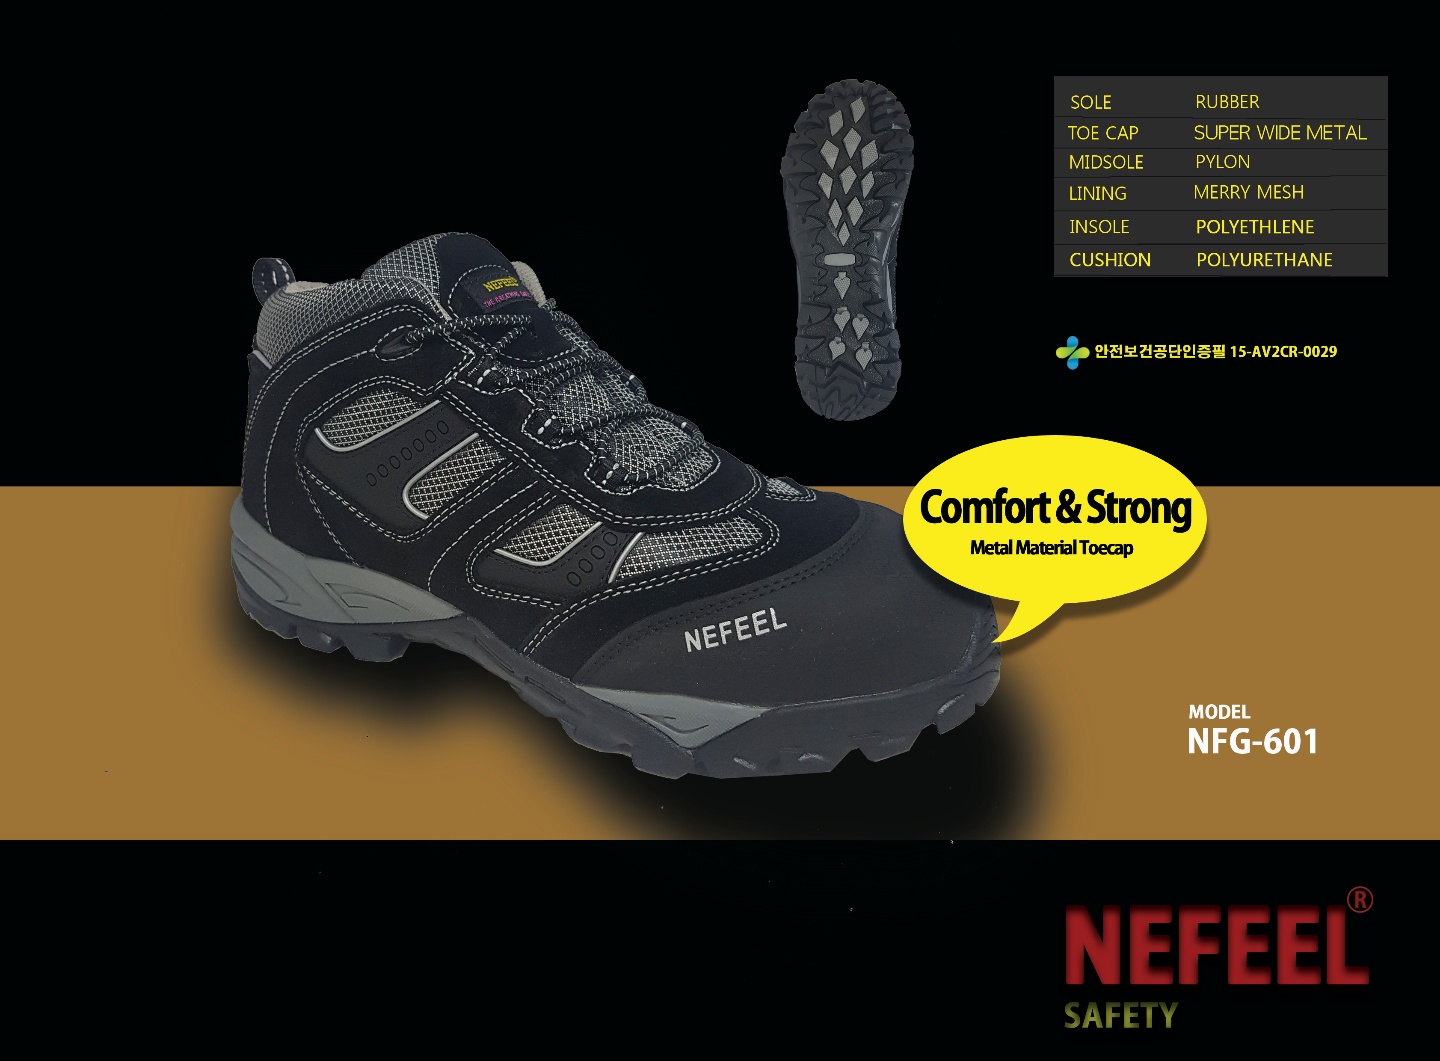 SOLE RUBBER
TOE CAP SUPER WIDE METAL
MIDSOLE PYLON
LINING MERRY MESH
INSOLE POLYETHLENE
CUSHION POLYURETHANE
안전보건공단인증필 15-AV2CR-0029
NEFEEL
Comfort & Strong
Metal Material Toecap
NEFEEL
MODEL
NFG-601
NEFEEL®
SAFETY